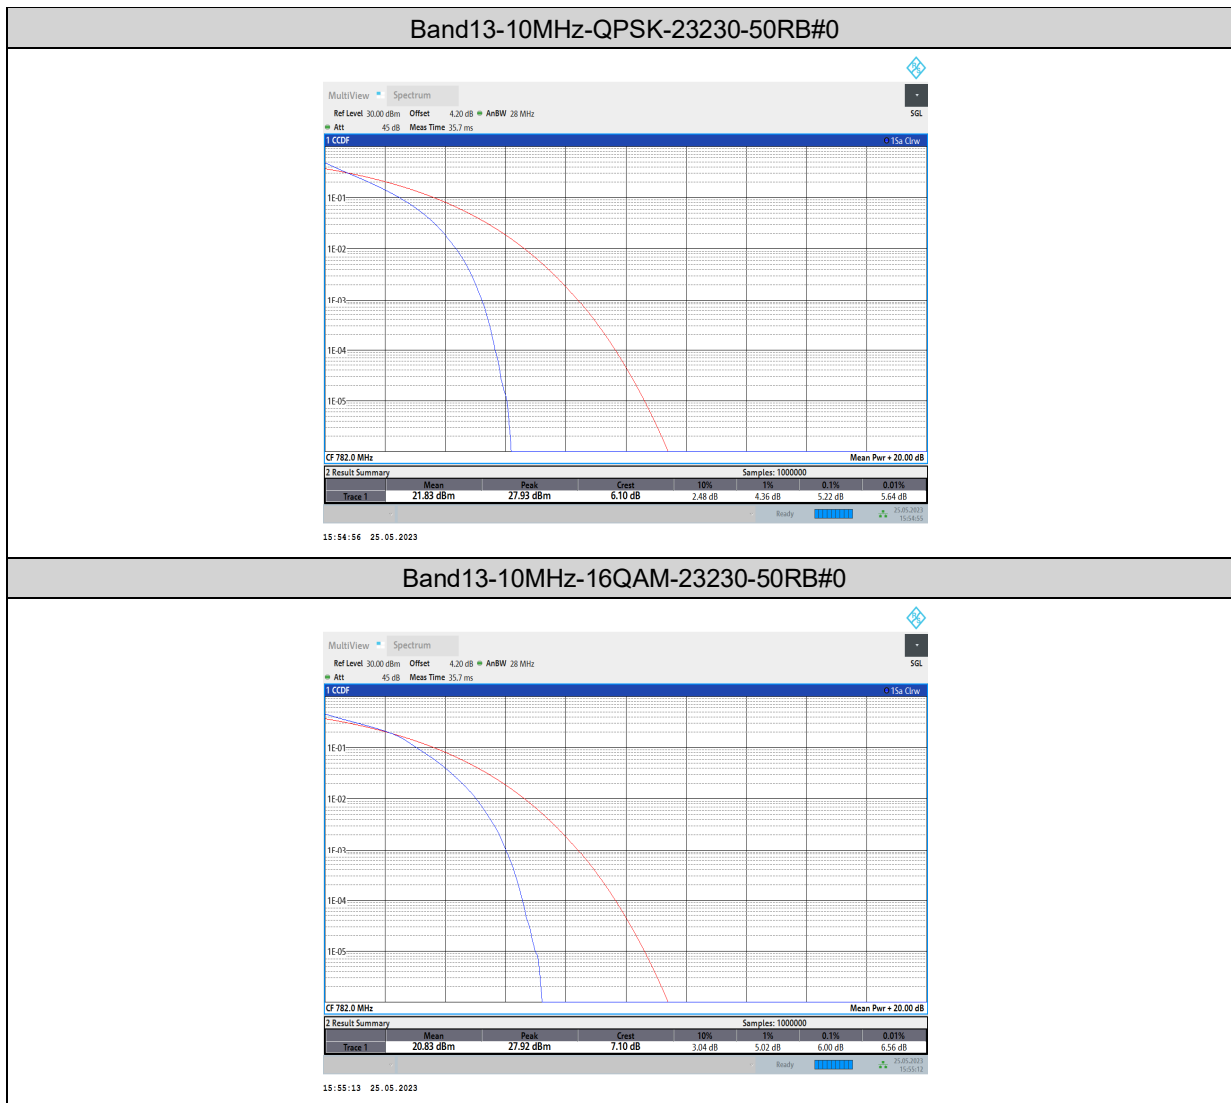 Band13-10MHz-QPSK-23230-50RB#0
MultiView Spectrum
Ref Level 30.00 dBm Offset 4.20 dB AnBW 28 MHz SGL
Att 45 dB Meas Time 35.7 ms
1 CCDF 1Sa Clrw
1E-01
1E-02
1E-03
1E-04
1E-05
CF 782.0 MHz Mean Pwr + 20.00 dB
2 Result Summary Samples: 1000000
Mean Peak Crest 10% 1% 0.1% 0.01%
Trace 1 21.83 dBm 27.93 dBm 6.10 dB 2.48 dB 4.36 dB 5.22 dB 5.64 dB
Ready 25.05.2023
15:54:55
15:54:56 25.05.2023
Band13-10MHz-16QAM-23230-50RB#0
MultiView Spectrum
Ref Level 30.00 dBm Offset 4.20 dB AnBW 28 MHz SGL
Att 45 dB Meas Time 35.7 ms
1 CCDF 1Sa Clrw
1E-01
1E-02
1E-03
1E-04
1E-05
CF 782.0 MHz Mean Pwr + 20.00 dB
2 Result Summary Samples: 1000000
Mean Peak Crest 10% 1% 0.1% 0.01%
Trace 1 20.83 dBm 27.92 dBm 7.10 dB 3.04 dB 5.02 dB 6.00 dB 6.56 dB
Ready 25.05.2023
15:55:12
15:55:13 25.05.2023